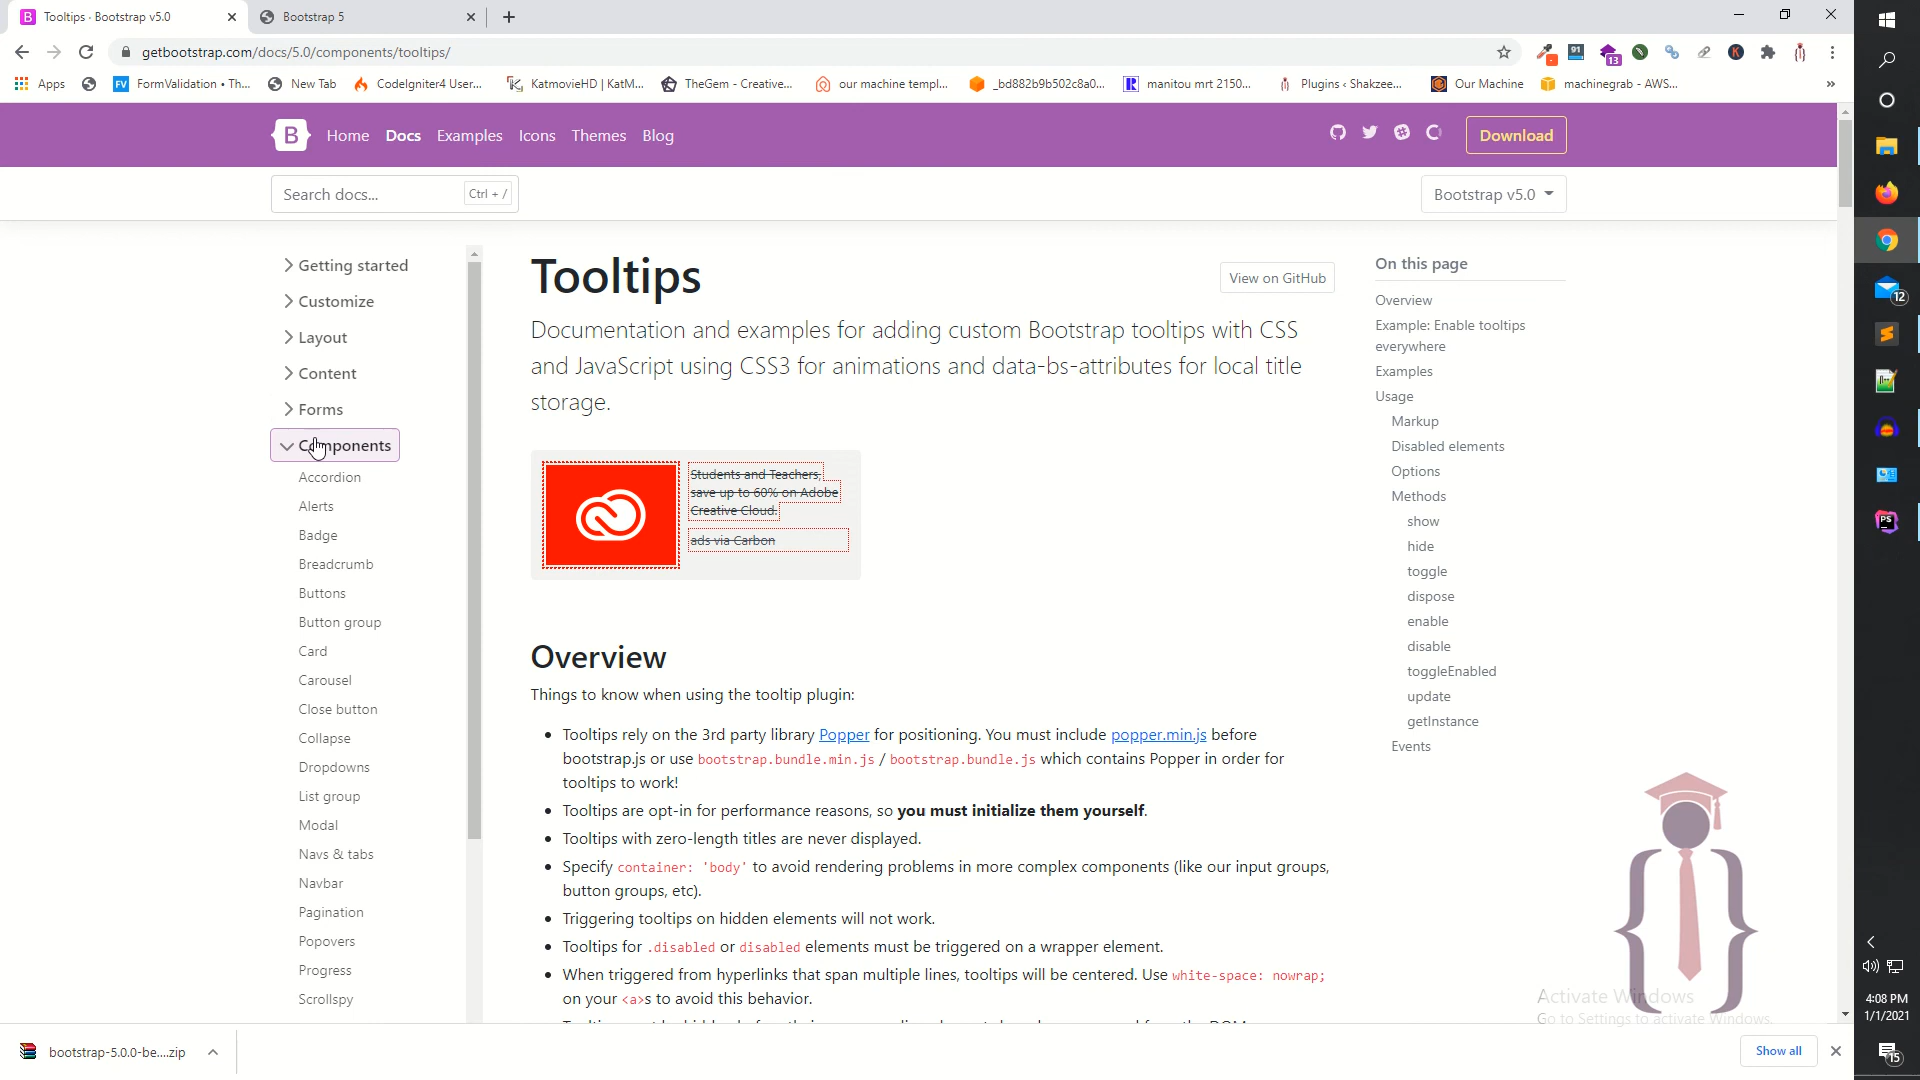 Tooltips · Bootstrap v5.0
Bootstrap 5
getbootstrap.com/docs/5.0/components/tooltips/
91
13
K
Apps
FV
FormValidation • Th...
New Tab
CodeIgniter4 User...
KatmovieHD | KatM...
TheGem - Creative...
our machine templ...
_bd882b9b502c8a0...
manitou mrt 2150...
Plugins ‹ Shakzee...
Our Machine
machinegrab - AWS...
»
B
Home
Docs
Examples
Icons
Themes
Blog
Download
Search docs...
Ctrl + /
Bootstrap v5.0
Getting started
Customize
Layout
Content
Forms
Components
Accordion
Alerts
Badge
Breadcrumb
Buttons
Button group
Card
Carousel
Close button
Collapse
Dropdowns
List group
Modal
Navs & tabs
Navbar
Pagination
Popovers
Progress
Scrollspy
Tooltips
View on GitHub
Documentation and examples for adding custom Bootstrap tooltips with CSS
and JavaScript using CSS3 for animations and data-bs-attributes for local title
storage.
Students and Teachers,
save up to 60% on Adobe
Creative Cloud.
ads via Carbon
Overview
Things to know when using the tooltip plugin:
• Tooltips rely on the 3rd party library Popper for positioning. You must include popper.min.js before
bootstrap.js or use bootstrap.bundle.min.js / bootstrap.bundle.js which contains Popper in order for
tooltips to work!
• Tooltips are opt-in for performance reasons, so you must initialize them yourself.
• Tooltips with zero-length titles are never displayed.
• Specify container: 'body' to avoid rendering problems in more complex components (like our input groups,
button groups, etc).
• Triggering tooltips on hidden elements will not work.
• Tooltips for .disabled or disabled elements must be triggered on a wrapper element.
• When triggered from hyperlinks that span multiple lines, tooltips will be centered. Use white-space: nowrap;
on your <a>s to avoid this behavior.
On this page
Overview
Example: Enable tooltips
everywhere
Examples
Usage
Markup
Disabled elements
Options
Methods
show
hide
toggle
dispose
enable
disable
toggleEnabled
update
getInstance
Events
Activate Windows
Go to Settings to activate Windows.
bootstrap-5.0.0-be....zip
Show all
12
PS
4:08 PM
1/1/2021
15